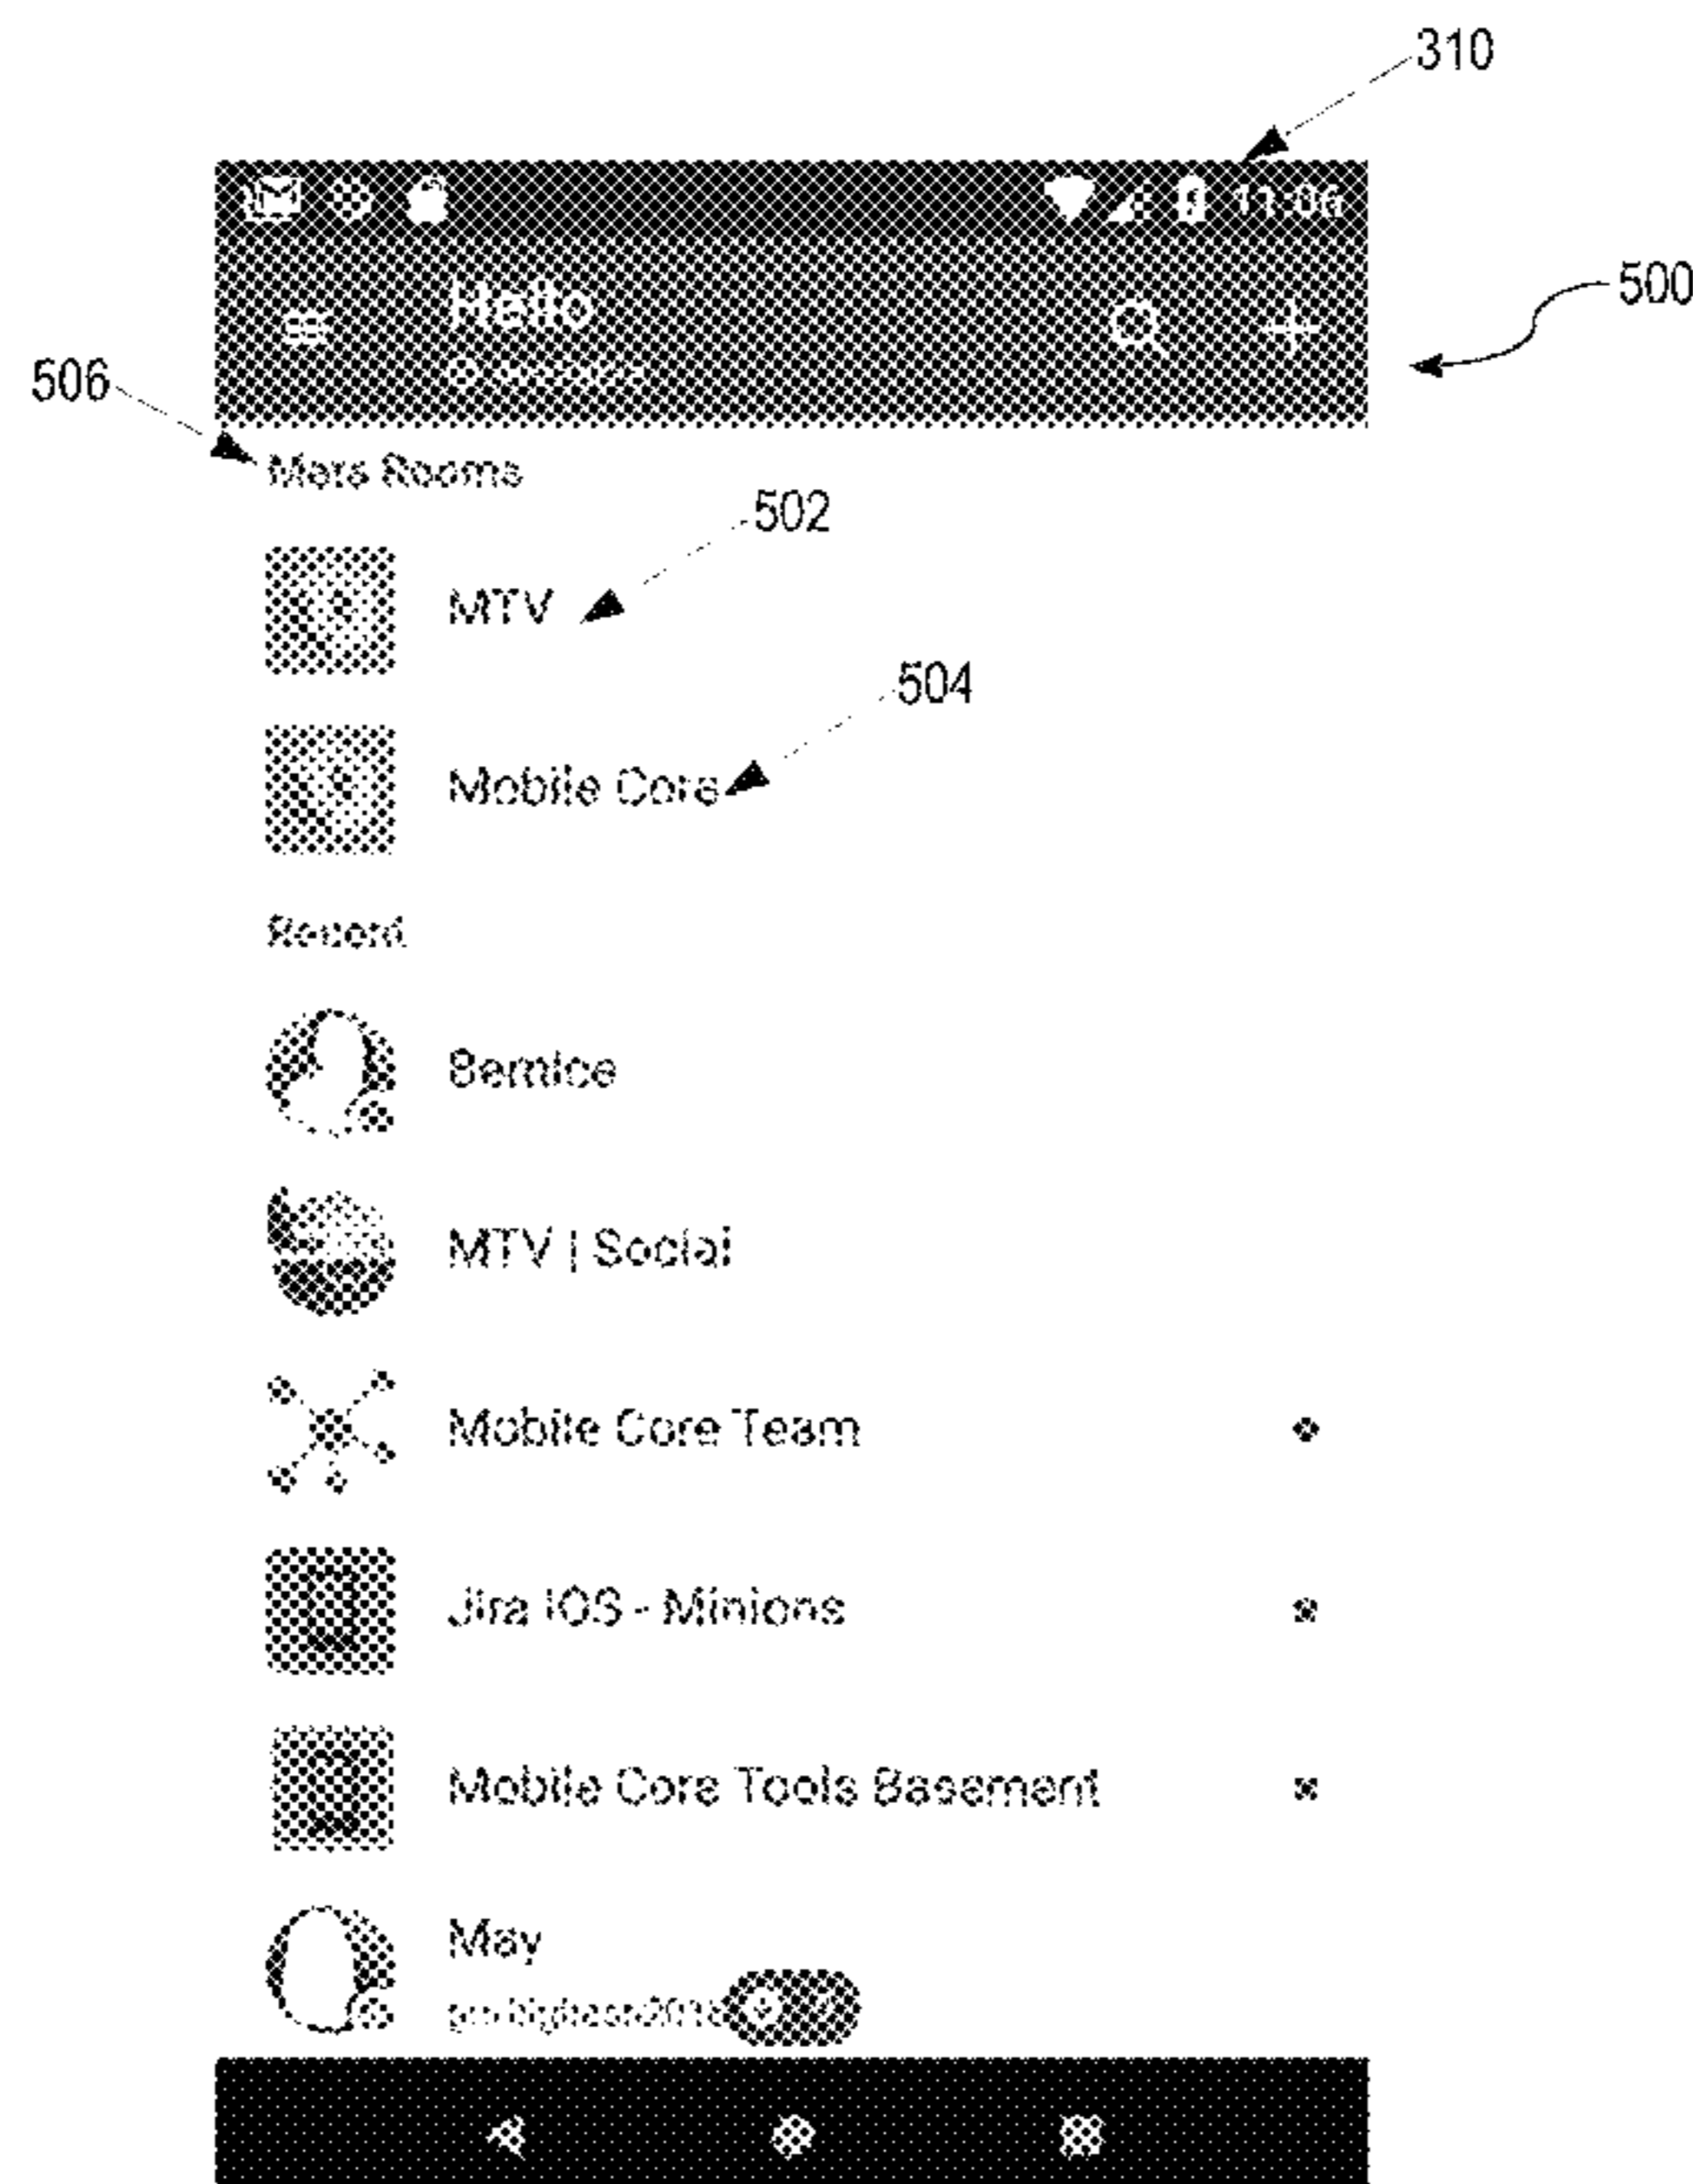 310
11:06
500
Hello
506
Rooms
502
MTV
504
Mobile Core
Recent
Bernice
MTV | Social
Mobile Core Team
Jira iOS - Minions
Mobile Core Tools Basement
May